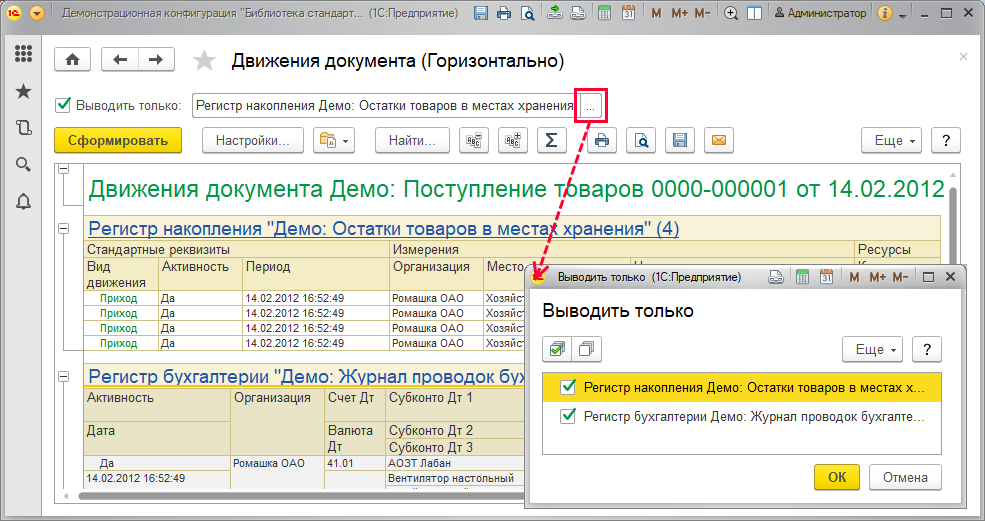 Демонстрационная конфигурация "Библиотека стандарт... (1С:Предприятие)
M M+ M−
Администратор
Движения документа (Горизонтально)
Выводить только: Регистр накопления Демо: Остатки товаров в местах хранения ...
Сформировать Настройки... Найти... Σ Еще ?
Движения документа Демо: Поступление товаров 0000-000001 от 14.02.2012
Регистр накопления "Демо: Остатки товаров в местах хранения" (4)
Стандартные реквизиты Измерения Ресурсы
Вид движения Активность Период Организация Место
Приход Да 14.02.2012 16:52:49 Ромашка ОАО Хозяйст
Приход Да 14.02.2012 16:52:49 Ромашка ОАО Хозяйст
Приход Да 14.02.2012 16:52:49 Ромашка ОАО Хозяйст
Приход Да 14.02.2012 16:52:49 Ромашка ОАО Хозяйст
Регистр бухгалтерии "Демо: Журнал проводок бух
Активность Организация Счет Дт Субконто Дт 1
Дата Валюта Дт Субконто Дт 2
Субконто Дт 3
Да Ромашка ОАО 41.01 АОЗТ Лабан
14.02.2012 16:52:49 Вентилятор настольный
Выводить только (1С:Предприятие) M M+ M−
Выводить только
Еще ?
Регистр накопления Демо: Остатки товаров в местах х...
Регистр бухгалтерии Демо: Журнал проводок бухгалте...
ОК Отмена